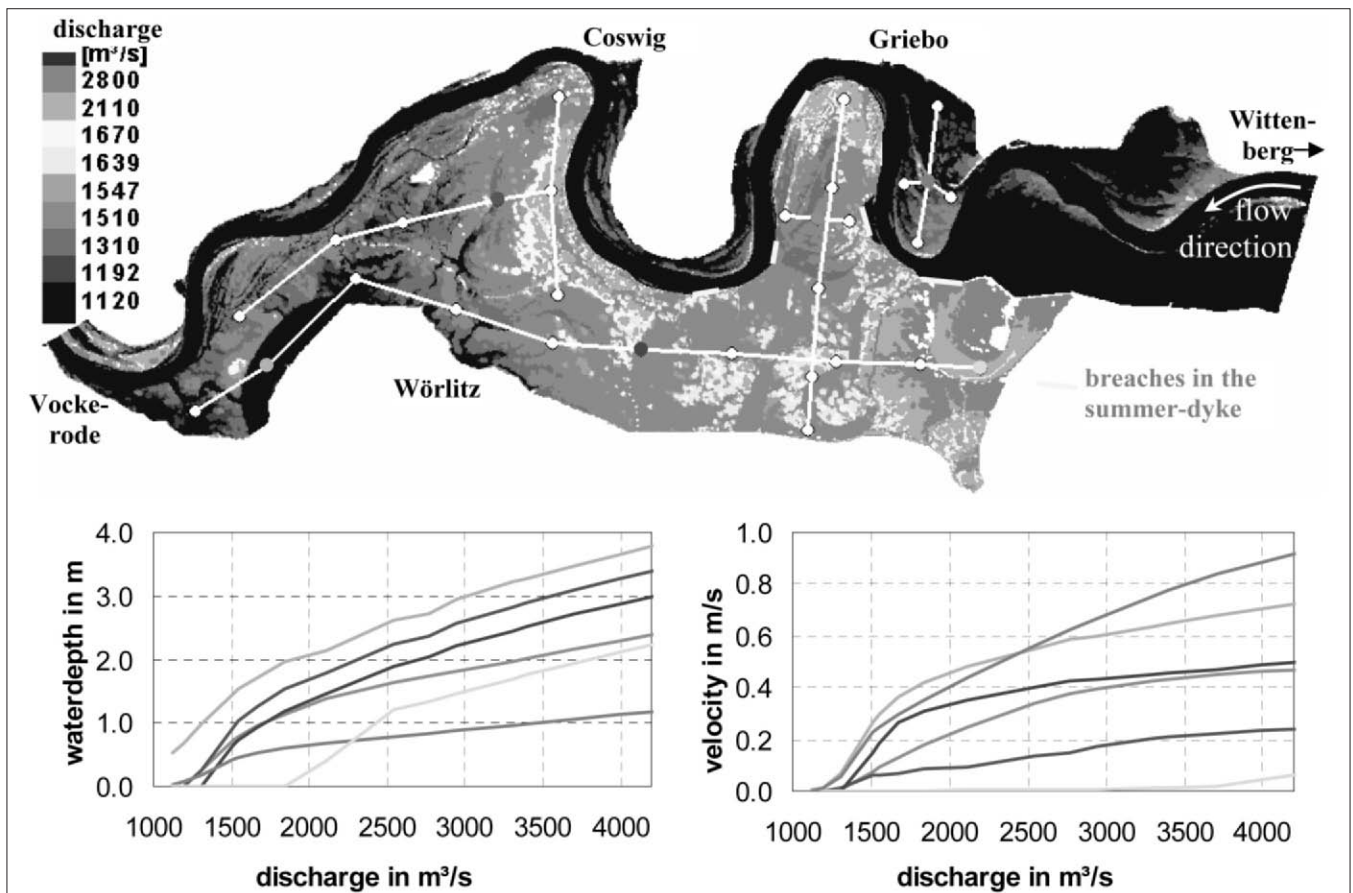 discharge
[m³/s]
2800
2110
1670
1639
1547
1510
1310
1192
1120
Coswig
Griebo
Witten-
berg
flow
direction
Wörlitz
Vocke-
rode
breaches in the
summer-dyke
4.0
3.0
2.0
1.0
0.0
waterdepth in m
1000 1500 2000 2500 3000 3500 4000
discharge in m³/s
1.0
0.8
0.6
0.4
0.2
0.0
velocity in m/s
1000 1500 2000 2500 3000 3500 4000
discharge in m³/s